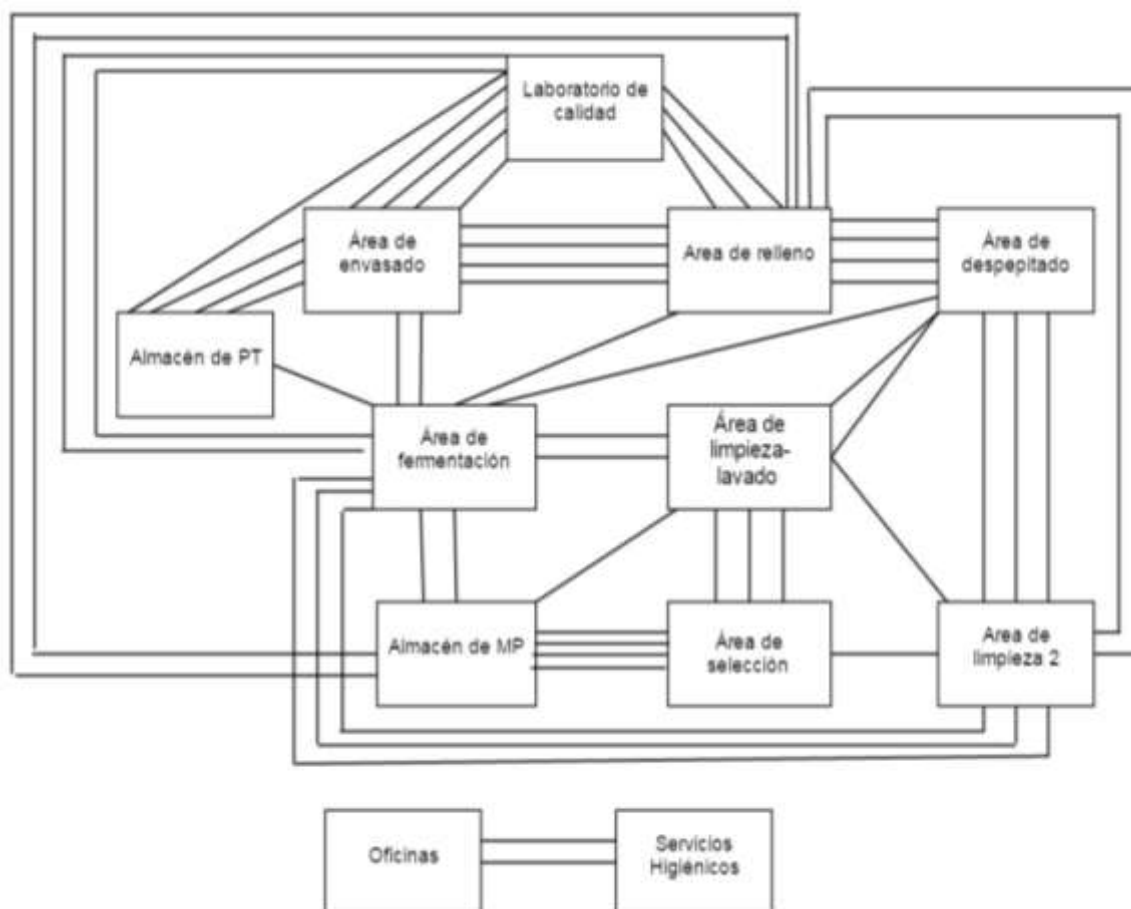 Laboratorio de
calidad
Área de
envasado
Area de relleno
Área de
despepitado
Almacén de PT
Área de
fermentación
Área de
limpieza-
lavado
Almacén de MP
Área de
selección
Area de
limpieza 2
Oficinas
Servicios
Higiénicos